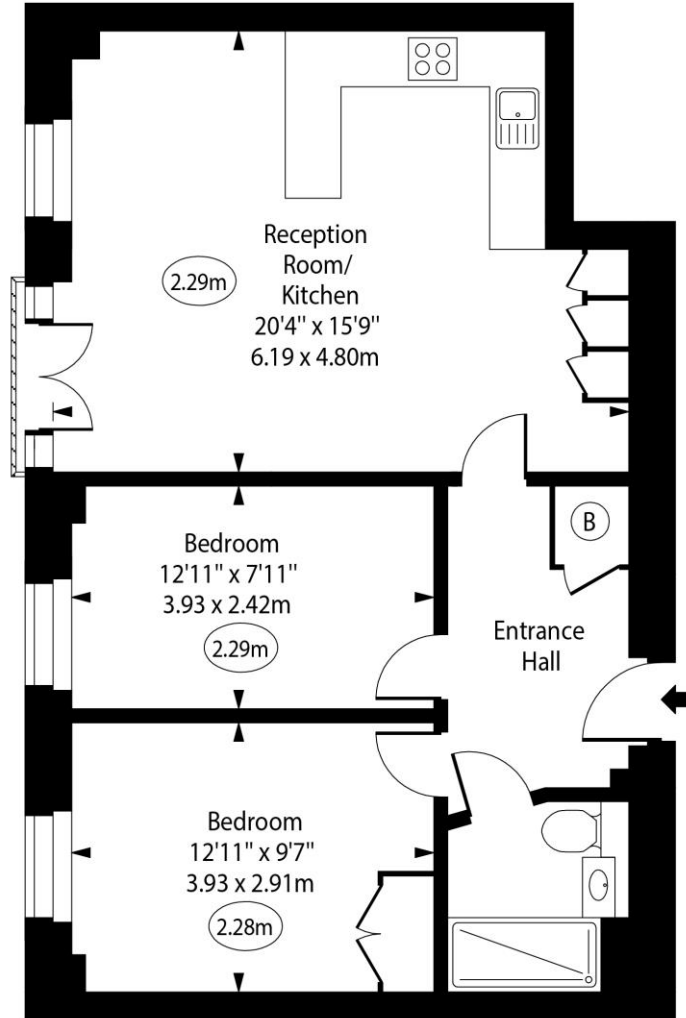 Reception
Room/
Kitchen
20'4" x 15'9"
6.19 x 4.80m
2.29m
B
Bedroom
12'11" x 7'11"
3.93 x 2.42m
2.29m
Entrance
Hall
Bedroom
12'11" x 9'7"
3.93 x 2.91m
2.28m